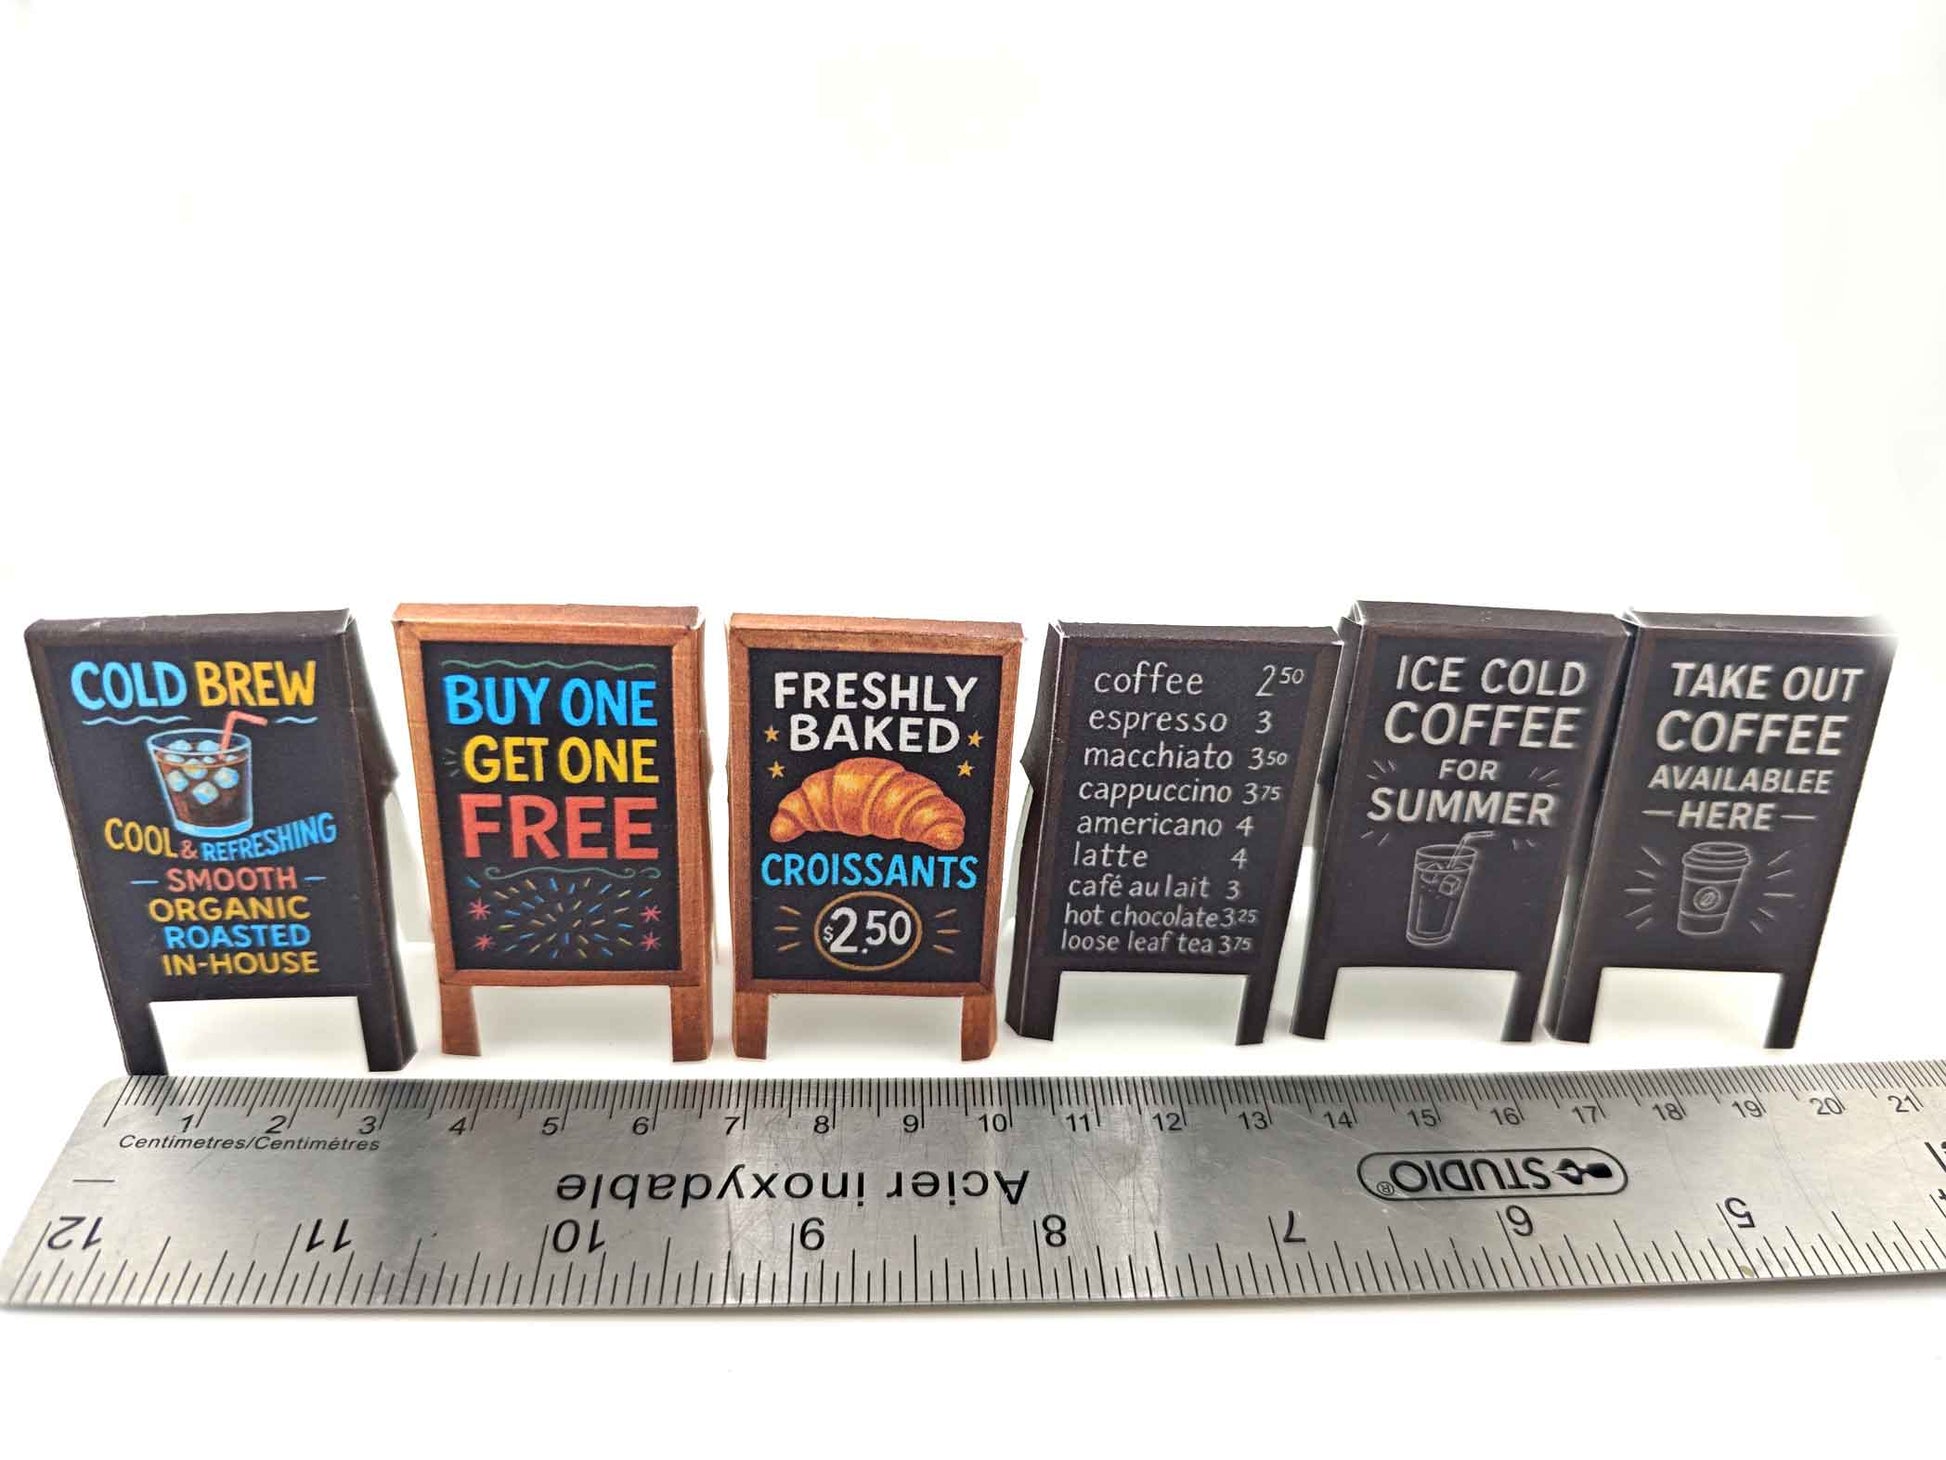 COLD BREW
COOL & REFRESHING
— SMOOTH —
ORGANIC
ROASTED
IN-HOUSE
BUY ONE
GET ONE
FREE
FRESHLY
BAKED
CROISSANTS
$2.50
coffee 2 50
espresso 3
macchiato 3 50
cappuccino 3 75
americano 4
latte 4
café au lait 3
hot chocolate 3.25
loose leaf tea 3 75
ICE COLD
COFFEE
FOR
SUMMER
TAKE OUT
COFFEE
AVAILABLEE
— HERE —
1 2 3 4 5 6 7 8 9 10 11 12 13 14 15 16 17 18 19 20 21
Centimetres/Centimètres
Acier inoxydable
STUDIO®
12 11 10 9 8 7 6 5